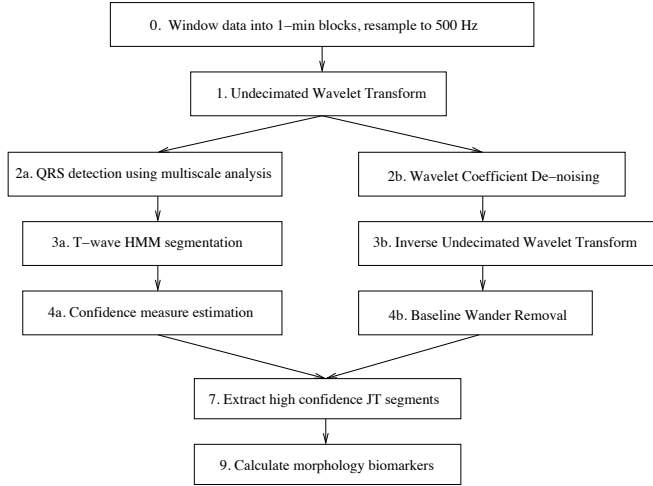 0. Window data into 1−min blocks, resample to 500 Hz
1. Undecimated Wavelet Transform
2a. QRS detection using multiscale analysis
2b. Wavelet Coefficient De−noising
3a. T−wave HMM segmentation
3b. Inverse Undecimated Wavelet Transform
4a. Confidence measure estimation
4b. Baseline Wander Removal
7. Extract high confidence JT segments
9. Calculate morphology biomarkers